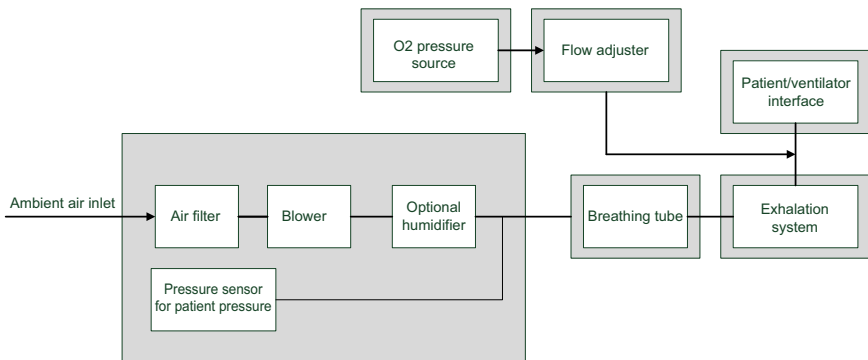 O2 pressure
source
Flow adjuster
Patient/ventilator
interface
Ambient air inlet
Air filter
Blower
Optional
humidifier
Breathing tube
Exhalation
system
Pressure sensor
for patient pressure